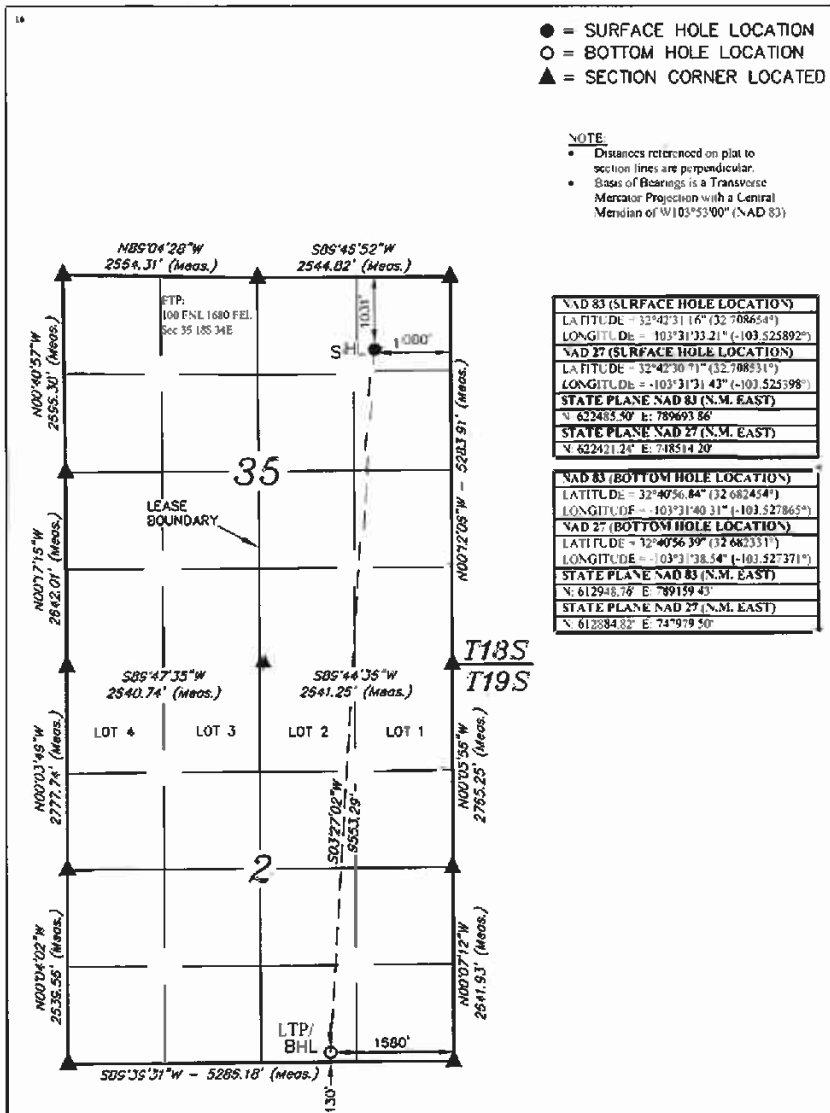 16
● = SURFACE HOLE LOCATION
○ = BOTTOM HOLE LOCATION
▲ = SECTION CORNER LOCATED
NOTE:
• Distances referenced on plat to
section lines are perpendicular.
• Basis of Bearings is a Transverse
Mercator Projection with a Central
Meridian of W103°53'00" (NAD 83)
N89°04'28"W
2554.31' (Meas.)
S89°45'52"W
2544.82' (Meas.)
FTP:
100 FNL 1680 FEL
Sec 35 18S 34E
1031'
SHL
1080'
N00°40'57"W
2595.30' (Meas.)
35
LEASE
BOUNDARY
N00°12'05"W - 5283.91' (Meas.)
N00°17'15"W
2642.01' (Meas.)
NAD 83 (SURFACE HOLE LOCATION)
LATITUDE = 32°42'31.16" (32.708654°)
LONGITUDE = 103°31'33.21" (-103.525892°)
NAD 27 (SURFACE HOLE LOCATION)
LATITUDE = 32°42'30.71" (32.708531°)
LONGITUDE = -103°31'31.43" (-103.525398°)
STATE PLANE NAD 83 (N.M. EAST)
N: 622485.50' E: 789693.86'
STATE PLANE NAD 27 (N.M. EAST)
N: 622421.24' E: 748514.20'
NAD 83 (BOTTOM HOLE LOCATION)
LATITUDE = 32°40'56.84" (32.682454°)
LONGITUDE = -103°31'40.31" (-103.527865°)
NAD 27 (BOTTOM HOLE LOCATION)
LATITUDE = 32°40'56.39" (32.682331°)
LONGITUDE = -103°31'38.54" (-103.527371°)
STATE PLANE NAD 83 (N.M. EAST)
N: 612948.76' E: 789159.43'
STATE PLANE NAD 27 (N.M. EAST)
N: 612884.82' E: 747979.50'
T18S
T19S
S89°47'35"W
2640.74' (Meas.)
S89°44'35"W
2641.25' (Meas.)
LOT 4
LOT 3
LOT 2
LOT 1
N00°03'49"W
2777.74' (Meas.)
N00°05'56"W
2765.25' (Meas.)
S03°27'02"W
9553.29'
2
N00°04'02"W
2639.56' (Meas.)
N00°07'12"W
2641.93' (Meas.)
LTP/
BHL
1580'
S89°39'31"W - 5285.18' (Meas.)
130'